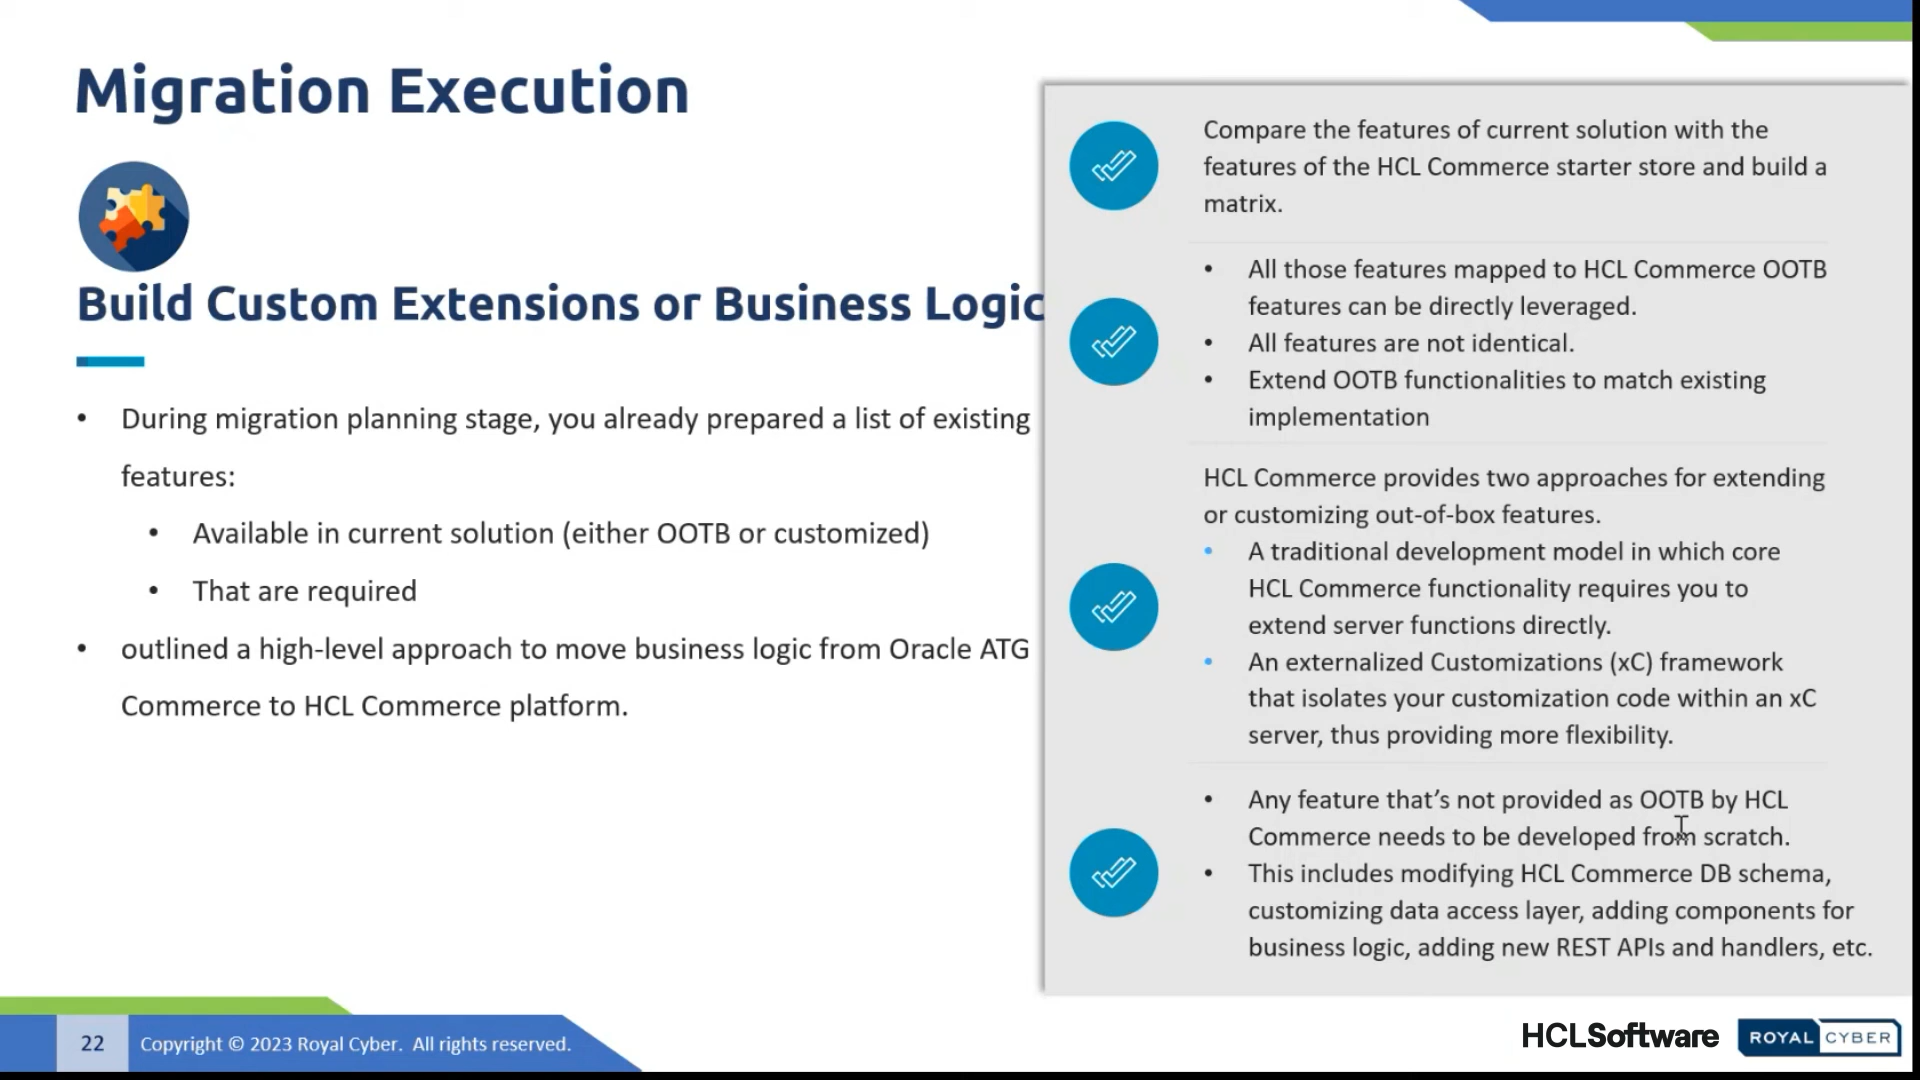 Migration Execution
Build Custom Extensions or Business Logic
• During migration planning stage, you already prepared a list of existing
features:
• Available in current solution (either OOTB or customized)
• That are required
• outlined a high-level approach to move business logic from Oracle ATG
Commerce to HCL Commerce platform.
Compare the features of current solution with the
features of the HCL Commerce starter store and build a
matrix.
• All those features mapped to HCL Commerce OOTB
features can be directly leveraged.
• All features are not identical.
• Extend OOTB functionalities to match existing
implementation
HCL Commerce provides two approaches for extending
or customizing out-of-box features.
• A traditional development model in which core
HCL Commerce functionality requires you to
extend server functions directly.
• An externalized Customizations (xC) framework
that isolates your customization code within an xC
server, thus providing more flexibility.
• Any feature that’s not provided as OOTB by HCL
Commerce needs to be developed from scratch.
• This includes modifying HCL Commerce DB schema,
customizing data access layer, adding components for
business logic, adding new REST APIs and handlers, etc.
22
Copyright © 2023 Royal Cyber. All rights reserved.
HCLSoftware
ROYAL CYBER